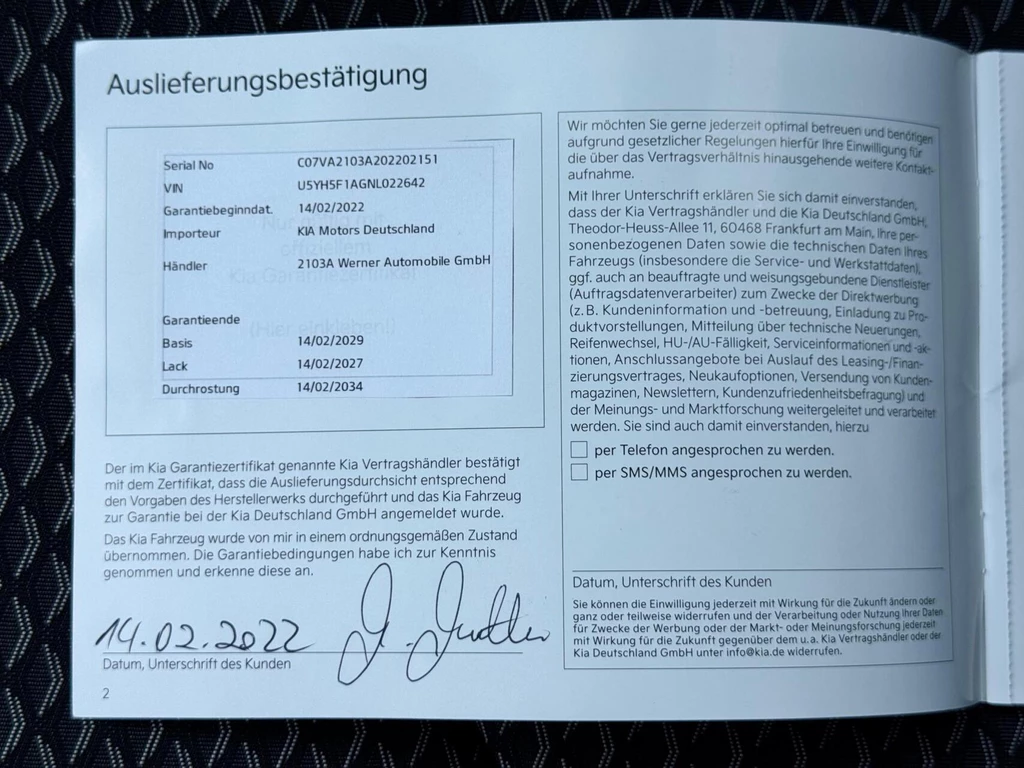 Auslieferungsbestätigung
Serial No C07VA2103A202202151
VIN U5YH5F1AGNL022642
Garantiebeginndat. 14/02/2022
Importeur KIA Motors Deutschland
Händler 2103A Werner Automobile GmbH
Garantieende
(Hier einkleben!)
Basis 14/02/2029
Lack 14/02/2027
Durchrostung 14/02/2034
Der im Kia Garantiezertifikat genannte Kia Vertragshändler bestätigt
mit dem Zertifikat, dass die Auslieferungsdurchsicht entsprechend
den Vorgaben des Herstellerwerks durchgeführt und das Kia Fahrzeug
zur Garantie bei der Kia Deutschland GmbH angemeldet wurde.
Das Kia Fahrzeug wurde von mir in einem ordnungsgemäßen Zustand
übernommen. Die Garantiebedingungen habe ich zur Kenntnis
genommen und erkenne diese an.
14.02.2022
Datum, Unterschrift des Kunden
2
Wir möchten Sie gerne jederzeit optimal betreuen und benötigen
aufgrund gesetzlicher Regelungen hierfür Ihre Einwilligung für
die über das Vertragsverhältnis hinausgehende weitere Kontakt-
aufnahme.
Mit Ihrer Unterschrift erklären Sie sich damit einverstanden,
dass der Kia Vertragshändler und die Kia Deutschland GmbH,
Theodor-Heuss-Allee 11, 60468 Frankfurt am Main, Ihre per-
sonenbezogenen Daten sowie die technischen Daten Ihres
Fahrzeugs (insbesondere die Service- und Werkstattdaten),
ggf. auch an beauftragte und weisungsgebundene Dienstleister
(Auftragsdatenverarbeiter) zum Zwecke der Direktwerbung
(z. B. Kundeninformation und -betreuung, Einladung zu Pro-
duktvorstellungen, Mitteilung über technische Neuerungen,
Reifenwechsel, HU-/AU-Fälligkeit, Serviceinformationen und -ak-
tionen, Anschlussangebote bei Auslauf des Leasing-/Finan-
zierungsvertrages, Neukaufoptionen, Versendung von Kunden-
magazinen, Newslettern, Kundenzufriedenheitsbefragung) und
der Meinungs- und Marktforschung weitergeleitet und verarbeitet
werden. Sie sind auch damit einverstanden, hierzu
per Telefon angesprochen zu werden.
per SMS/MMS angesprochen zu werden.
Datum, Unterschrift des Kunden
Sie können die Einwilligung jederzeit mit Wirkung für die Zukunft ändern oder
ganz oder teilweise widerrufen und der Verarbeitung oder Nutzung Ihrer Daten
für Zwecke der Werbung oder der Markt- oder Meinungsforschung jederzeit
mit Wirkung für die Zukunft gegenüber dem u. a. Kia Vertragshändler oder der
Kia Deutschland GmbH unter info@kia.de widerrufen.